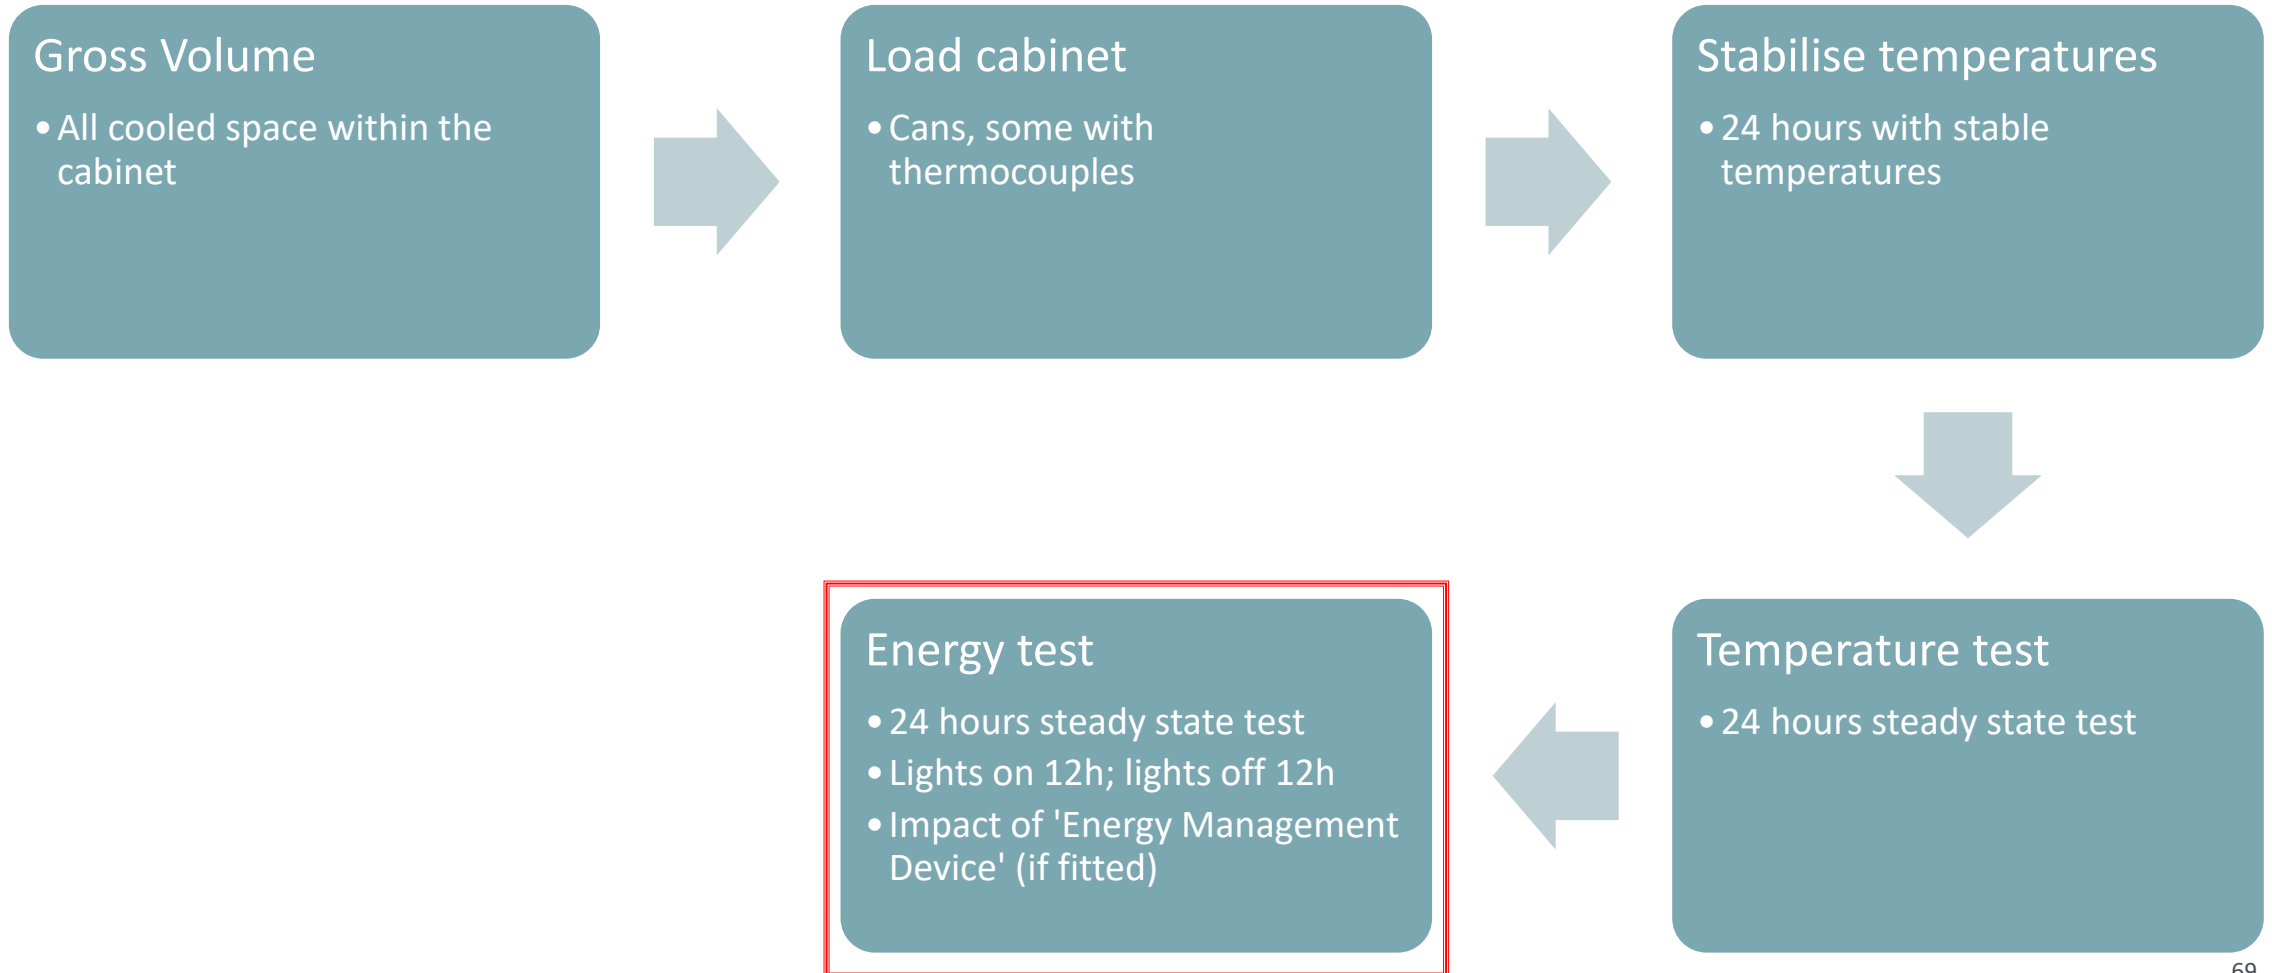 Gross Volume
• All cooled space within the
cabinet
Load cabinet
• Cans, some with
thermocouples
Stabilise temperatures
• 24 hours with stable
temperatures
Temperature test
• 24 hours steady state test
Energy test
• 24 hours steady state test
• Lights on 12h; lights off 12h
• Impact of 'Energy Management
Device' (if fitted)
69